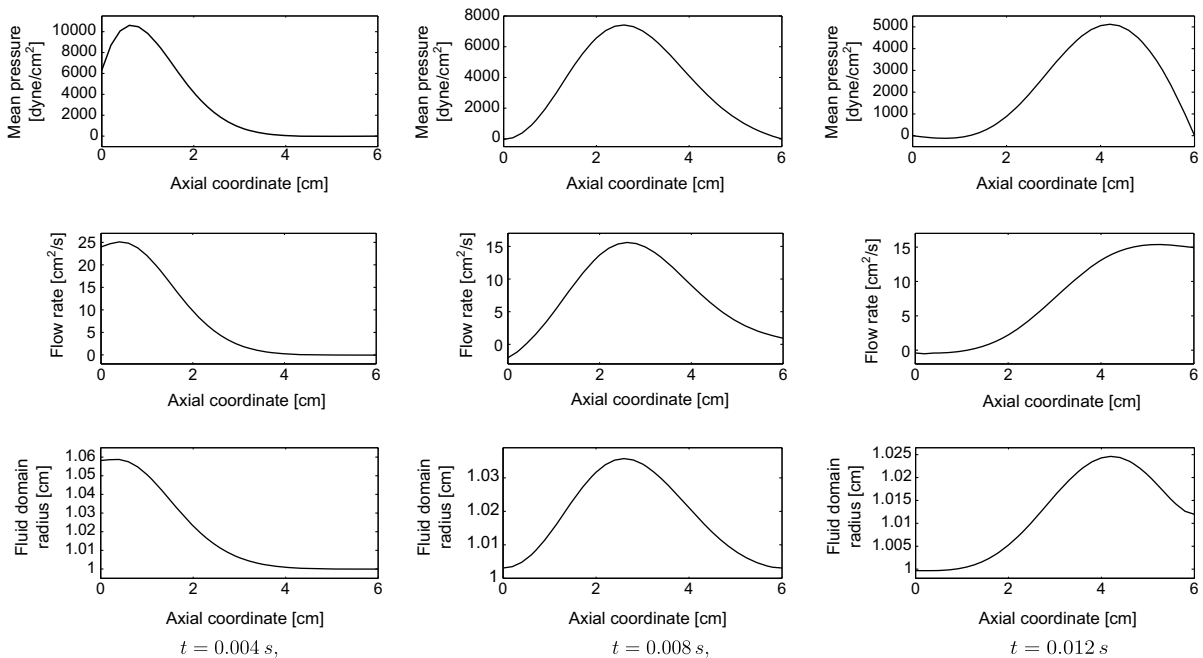 Mean pressure
[dyne/cm²]
10000
8000
6000
4000
2000
0
0 2 4 6
Axial coordinate [cm]
Mean pressure
[dyne/cm²]
8000
6000
4000
2000
0
0 2 4 6
Axial coordinate [cm]
Mean pressure
[dyne/cm²]
5000
4000
3000
2000
1000
0
0 2 4 6
Axial coordinate [cm]
Flow rate [cm²/s]
25
20
15
10
5
0
0 2 4 6
Axial coordinate [cm]
Flow rate [cm²/s]
15
10
5
0
0 2 4 6
Axial coordinate [cm]
Flow rate [cm²/s]
15
10
5
0
0 2 4 6
Axial coordinate [cm]
Fluid domain
radius [cm]
1.06
1.05
1.04
1.03
1.02
1.01
1
0 2 4 6
Axial coordinate [cm]
t = 0.004 s,
Fluid domain
radius [cm]
1.03
1.02
1.01
1
0 2 4 6
Axial coordinate [cm]
t = 0.008 s,
Fluid domain
radius [cm]
1.025
1.02
1.015
1.01
1.005
1
0 2 4 6
Axial coordinate [cm]
t = 0.012 s